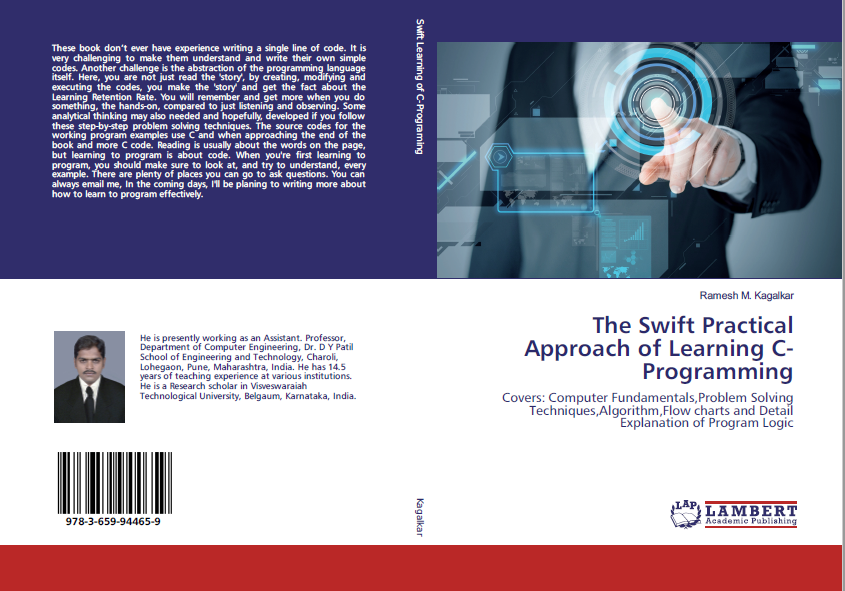 These book don't ever have experience writing a single line of code. It is
very challenging to make them understand and write their own simple
codes. Another challenge is the abstraction of the programming language
itself. Here, you are not just read the 'story', by creating, modifying and
executing the codes, you make the 'story' and get the fact about the
Learning Retention Rate. You will remember and get more when you do
something, the hands-on, compared to just listening and observing. Some
analytical thinking may also needed and hopefully, developed if you follow
these step-by-step problem solving techniques. The source codes for the
working program examples use C and when approaching the end of the
book and more C code. Reading is usually about the words on the page,
but learning to program is about code. When you're first learning to
program, you should make sure to look at, and try to understand, every
example. There are plenty of places you can go to ask questions. You can
always email me, In the coming days, I'll be planing to writing more about
how to learn to program effectively.
He is presently working as an Assistant. Professor,
Department of Computer Engineering, Dr. D Y Patil
School of Engineering and Technology, Charoli,
Lohegaon, Pune, Maharashtra, India. He has 14.5
years of teaching experience at various institutions.
He is a Research scholar in Visveswaraiah
Technological University, Belgaum, Karnataka, India.
978-3-659-94465-9
Swift Learning of C-Programing
Kagalkar
Ramesh M. Kagalkar
The Swift Practical
Approach of Learning C-
Programming
Covers: Computer Fundamentals,Problem Solving
Techniques,Algorithm,Flow charts and Detail
Explanation of Program Logic
LAP
LAMBERT
Academic Publishing